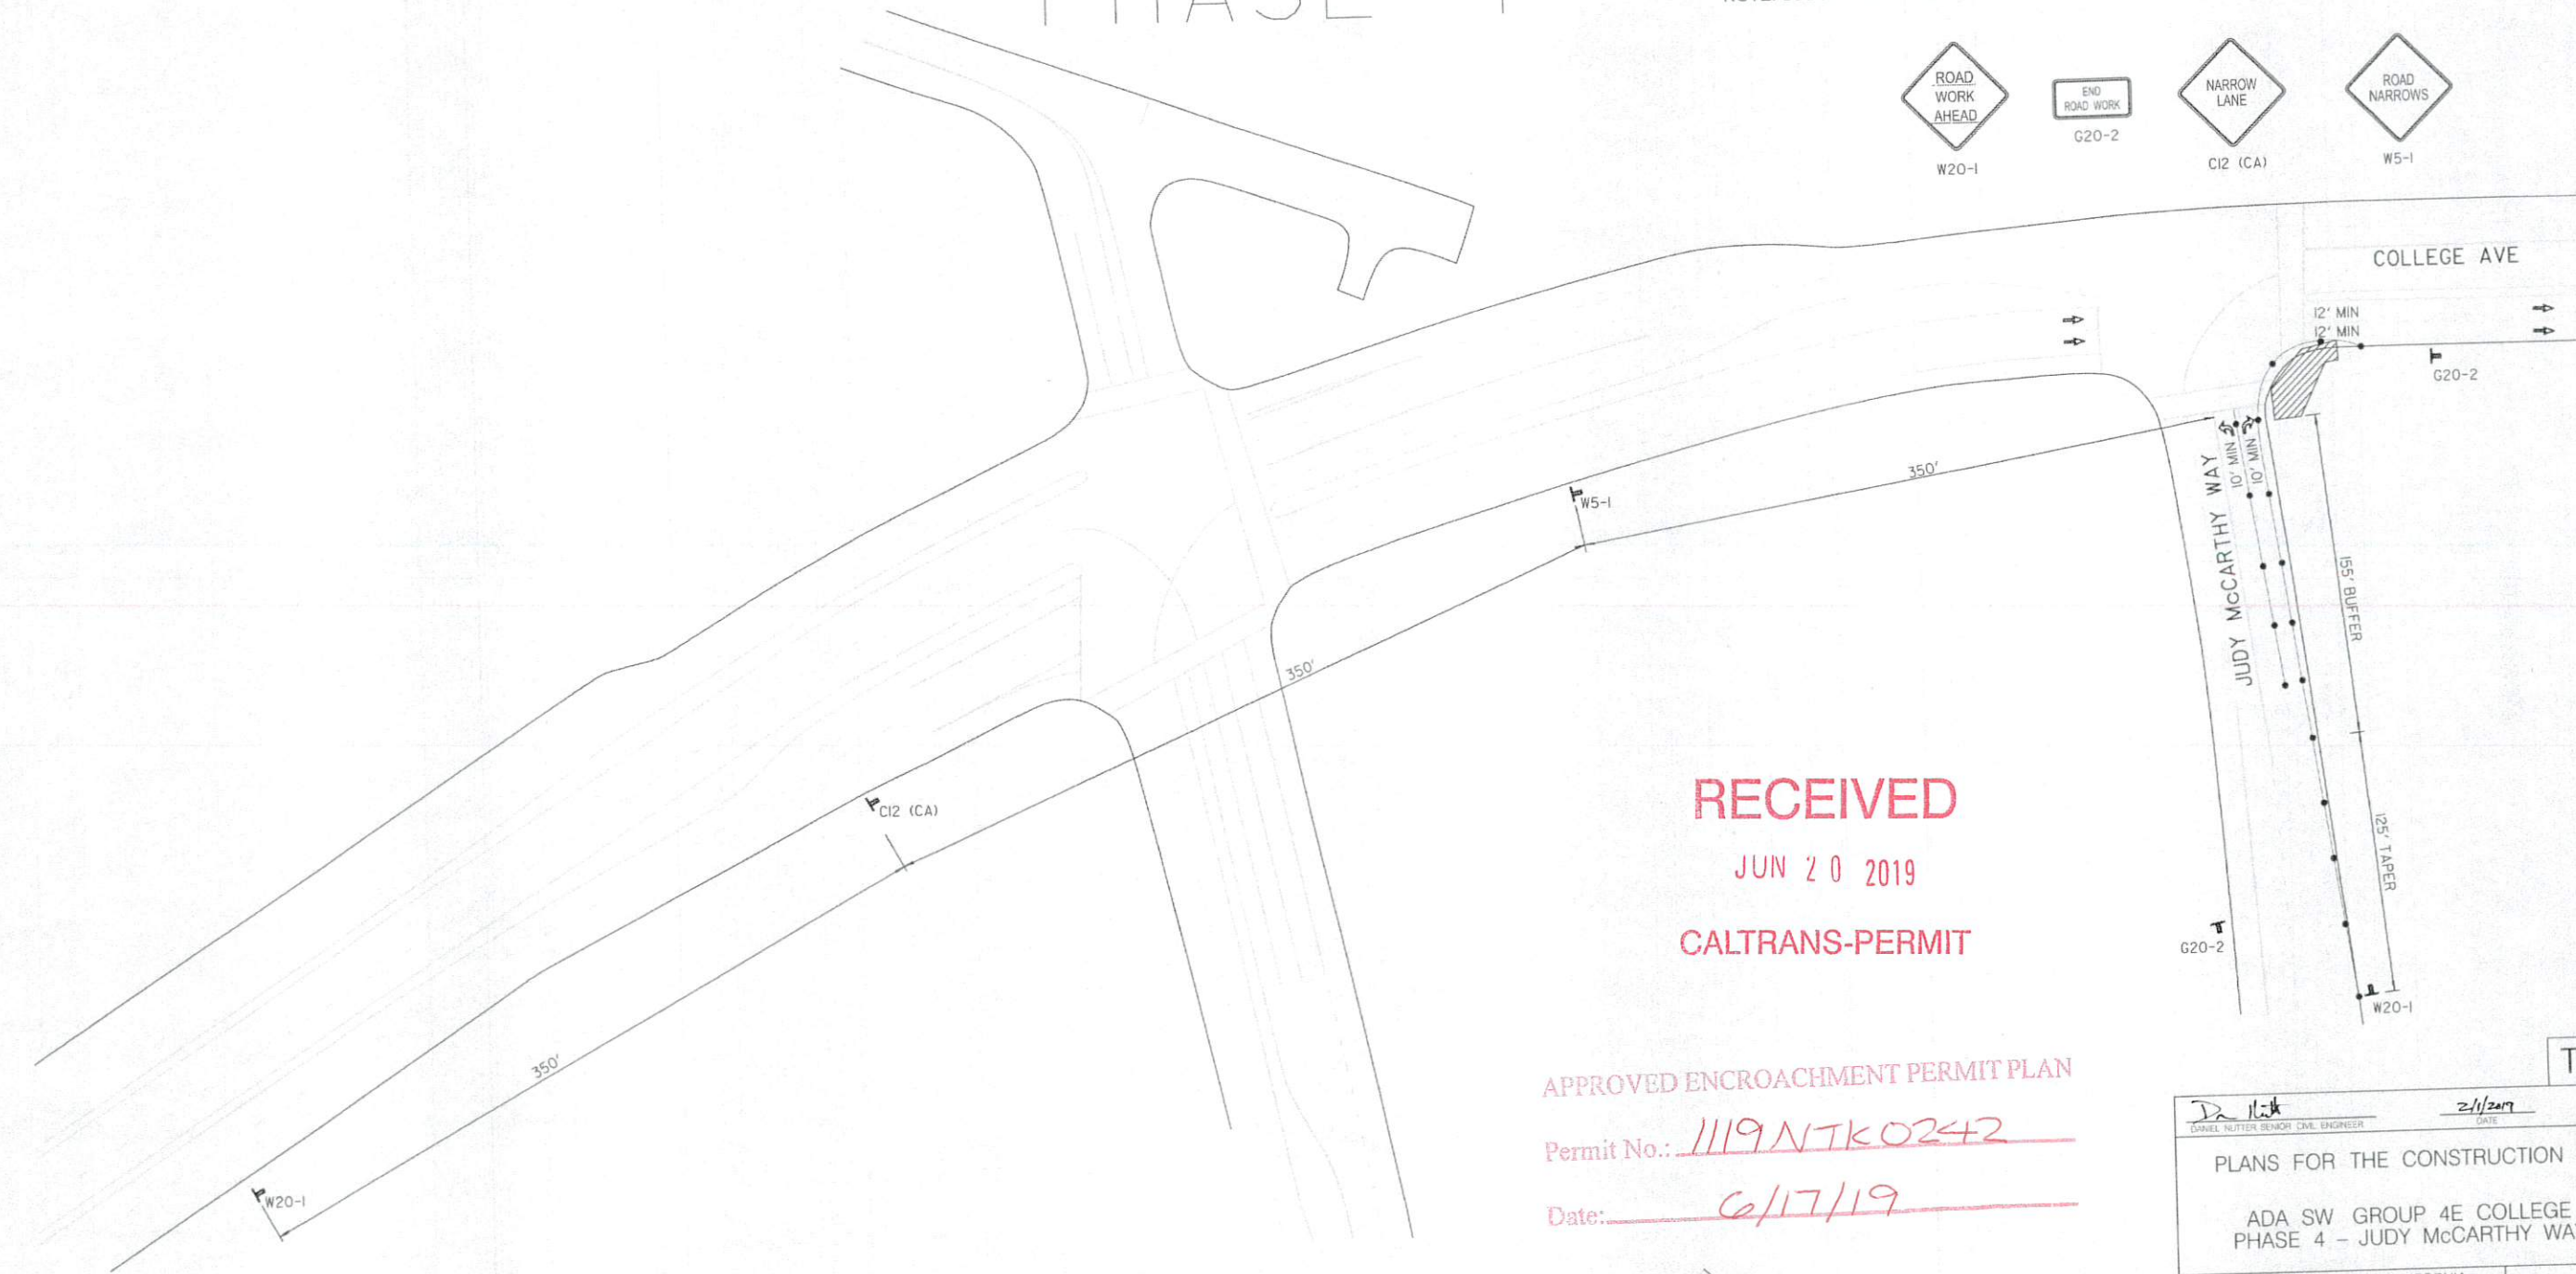 PHASE
ROAD
WORK
AHEAD
W20-1
END
ROAD WORK
G20-2
NARROW
LANE
C12 (CA)
ROAD
NARROWS
W5-1
COLLEGE AVE
12' MIN
12' MIN
G20-2
10' MIN
10' MIN
JUDY McCARTHY WAY
155' BUFFER
125' TAPER
350'
W5-1
350'
C12 (CA)
350'
W20-1
G20-2
W20-1
RECEIVED
JUN 20 2019
CALTRANS-PERMIT
APPROVED ENCROACHMENT PERMIT PLAN
Permit No.: 1119NTK0242
Date: 6/17/19
T
2/1/2019
DANIEL NUTTER SENIOR CIVIL ENGINEER
DATE
PLANS FOR THE CONSTRUCTION
ADA SW GROUP 4E COLLEGE
PHASE 4 - JUDY McCARTHY WA